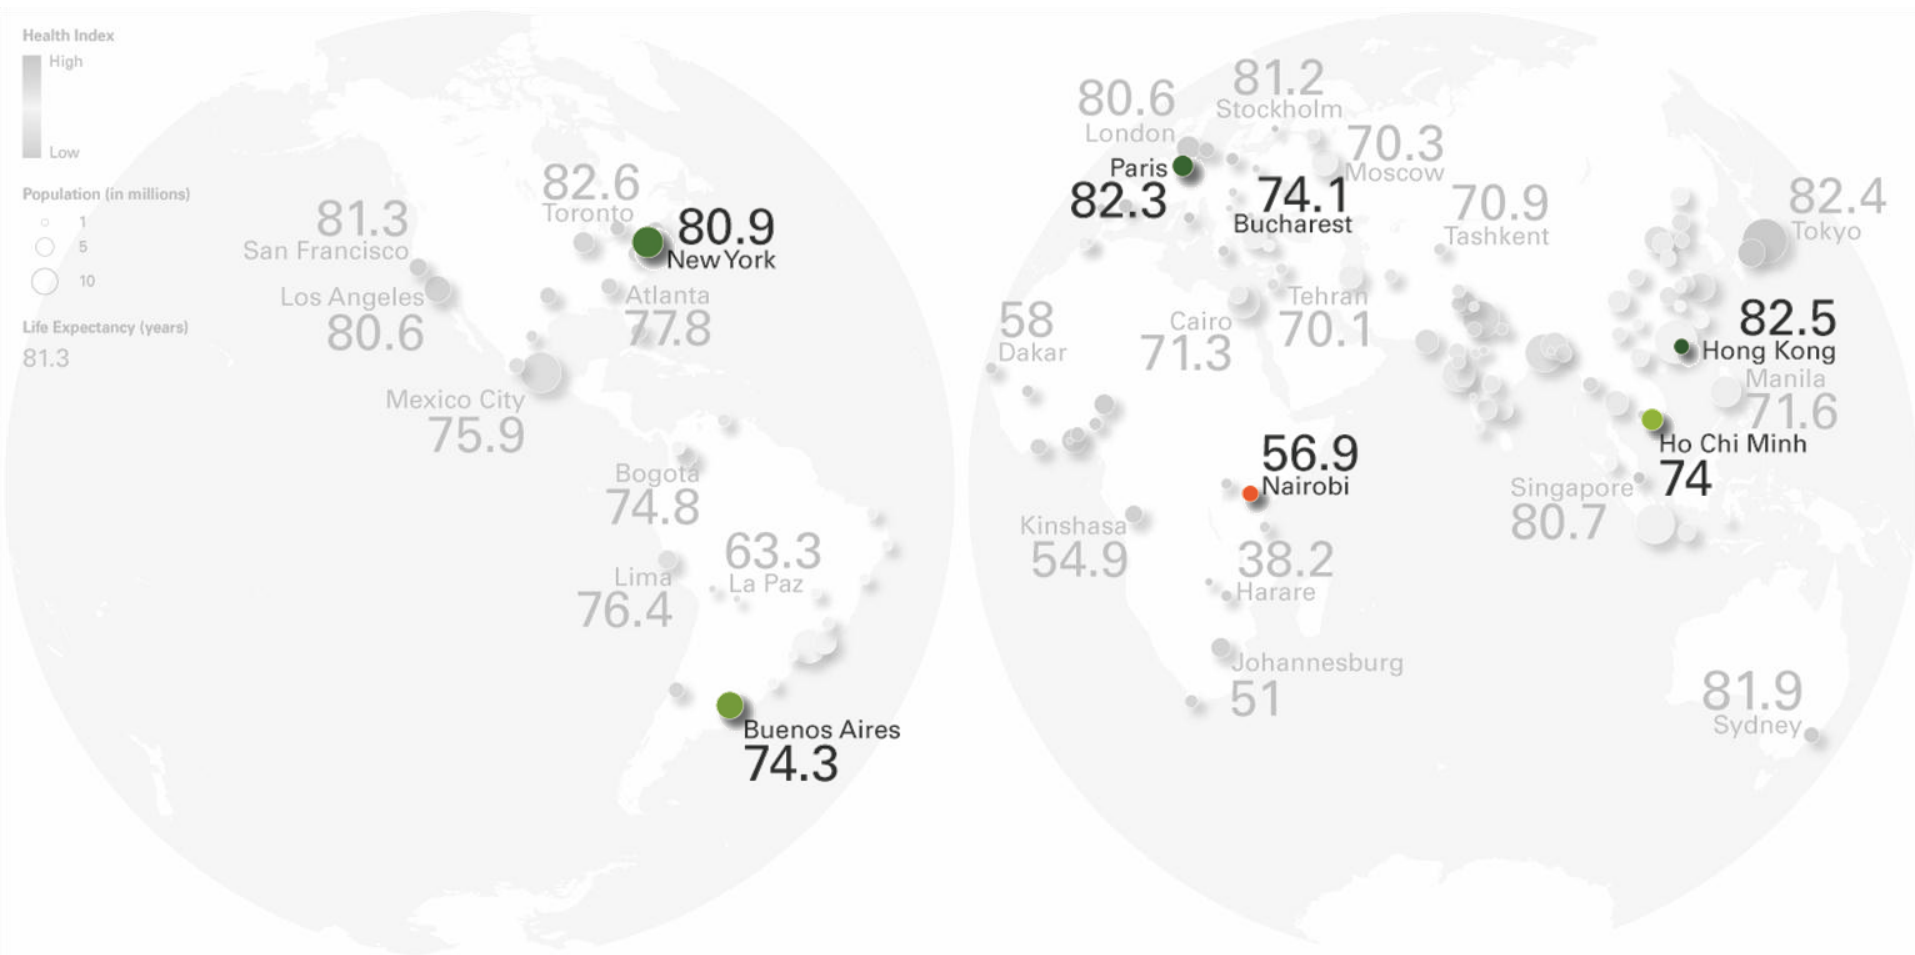 Health Index
High
Low
Population (in millions)
1
5
10
Life Expectancy (years)
81.3
81.3
San Francisco
Los Angeles
80.6
82.6
Toronto
80.9
New York
Atlanta
77.8
Mexico City
75.9
Bogota
74.8
63.3
La Paz
Lima
76.4
Buenos Aires
74.3
80.6
London
81.2
Stockholm
Paris
82.3
70.3
Moscow
74.1
Bucharest
70.9
Tashkent
82.4
Tokyo
58
Dakar
Cairo
71.3
Tehran
70.1
82.5
Hong Kong
Manila
71.6
Ho Chi Minh
74
56.9
Nairobi
Singapore
80.7
Kinshasa
54.9
38.2
Harare
Johannesburg
51
81.9
Sydney